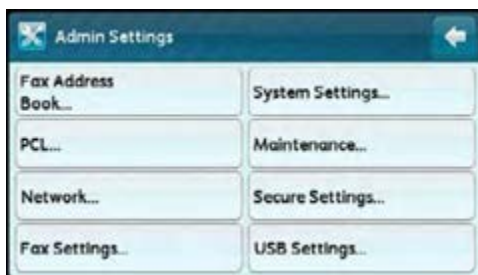 Admin Settings
Fax Address
Book...
System Settings...
PCL...
Maintenance...
Network...
Secure Settings...
Fax Settings...
USB Settings...